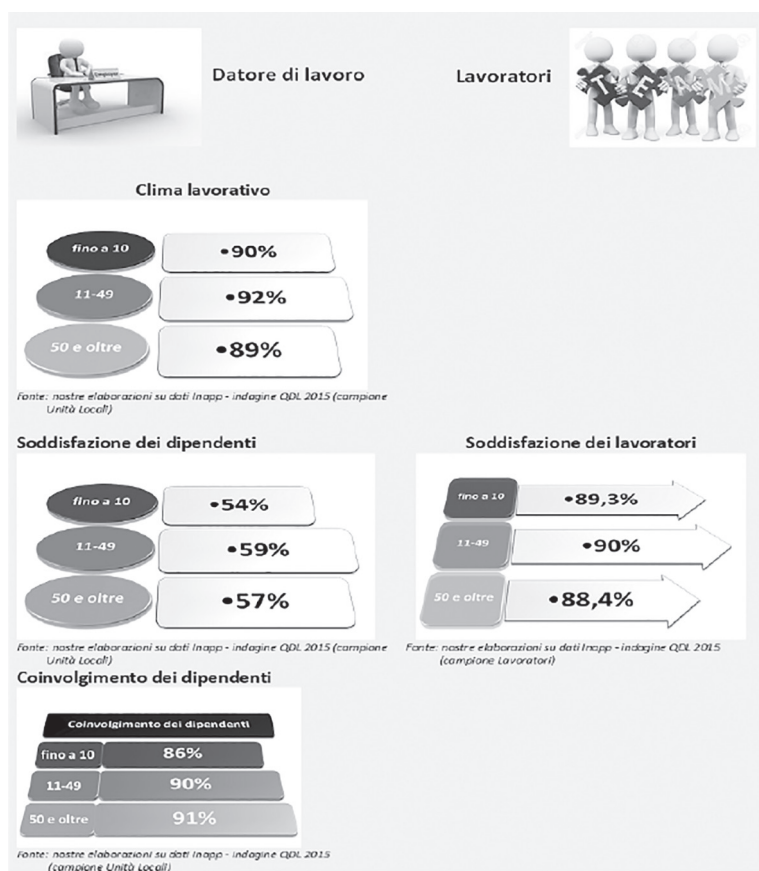 Datore di lavoro
Lavoratori
T E A M
Clima lavorativo
fino a 10
•90%
11-49
•92%
50 e oltre
•89%
Fonte: nostre elaborazioni su dati Inapp - indagine QDL 2015 (campione
Unità Locali)
Soddisfazione dei dipendenti
fino a 10
•54%
11-49
•59%
50 e oltre
•57%
Fonte: nostre elaborazioni su dati Inapp - indagine QDL 2015 (campione
Unità Locali)
Soddisfazione dei lavoratori
fino a 10
•89,3%
11-49
•90%
50 e oltre
•88,4%
Fonte: nostre elaborazioni su dati Inapp - indagine QDL 2015
(campione Lavoratori)
Coinvolgimento dei dipendenti
Coinvolgimento dei dipendenti
fino a 10
86%
11-49
90%
50 e oltre
91%
Fonte: nostre elaborazioni su dati Inapp - indagine QDL 2015
(campione Unità Locali)